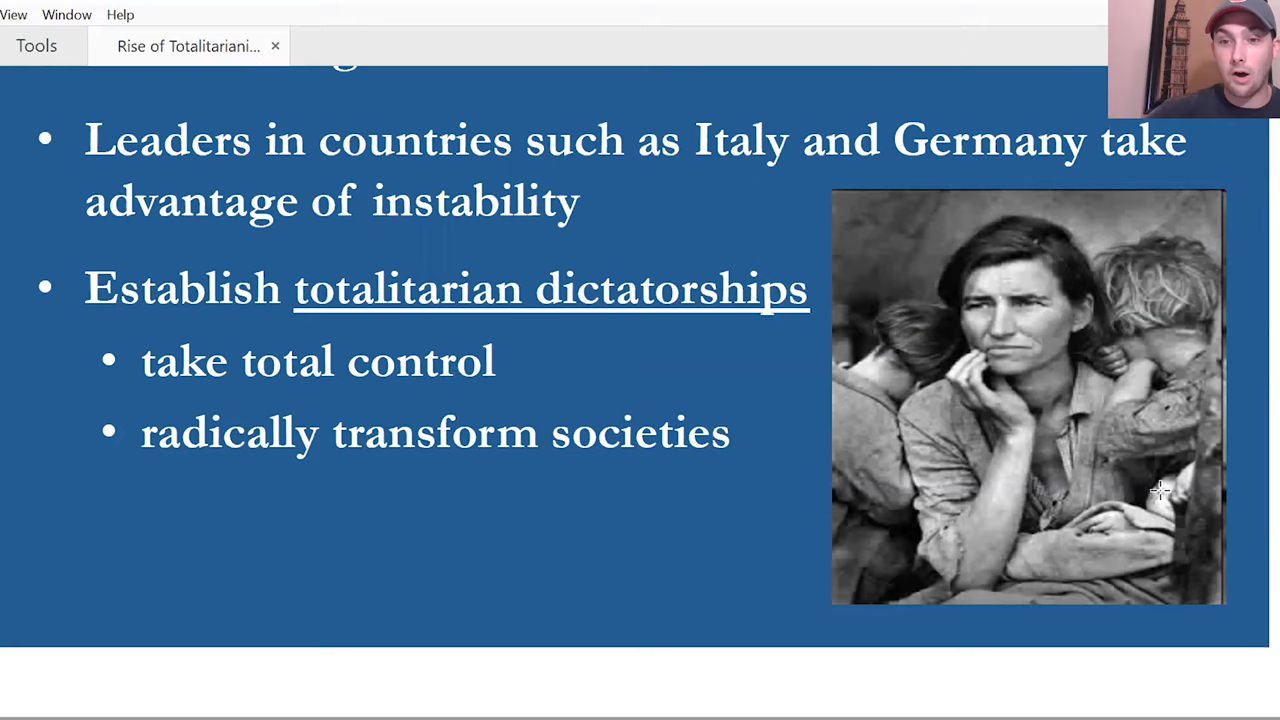 View Window Help
Tools Rise of Totalitariani... ×
• Leaders in countries such as Italy and Germany take
advantage of instability
• Establish totalitarian dictatorships
• take total control
• radically transform societies